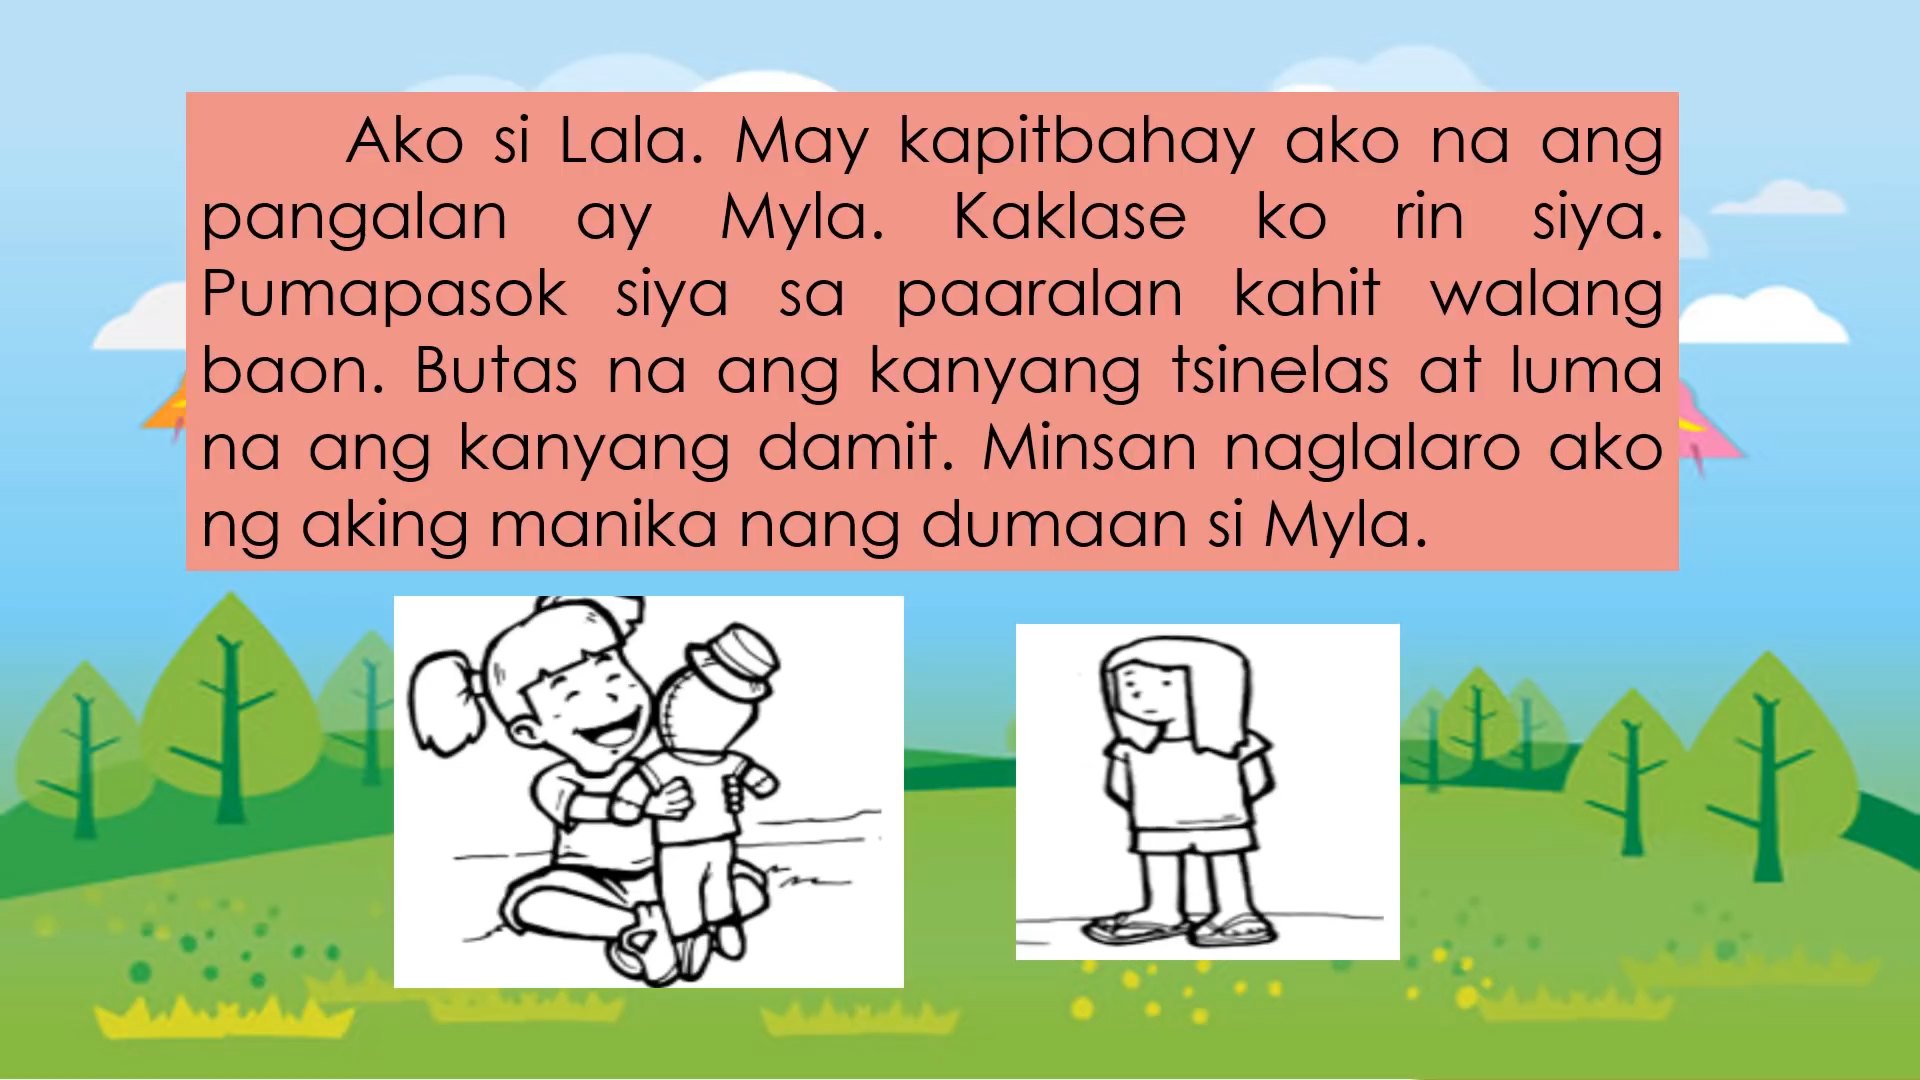 Ako si Lala. May kapitbahay ako na ang
pangalan ay Myla. Kaklase ko rin siya.
Pumapasok siya sa paaralan kahit walang
baon. Butas na ang kanyang tsinelas at luma
na ang kanyang damit. Minsan naglalaro ako
ng aking manika nang dumaan si Myla.